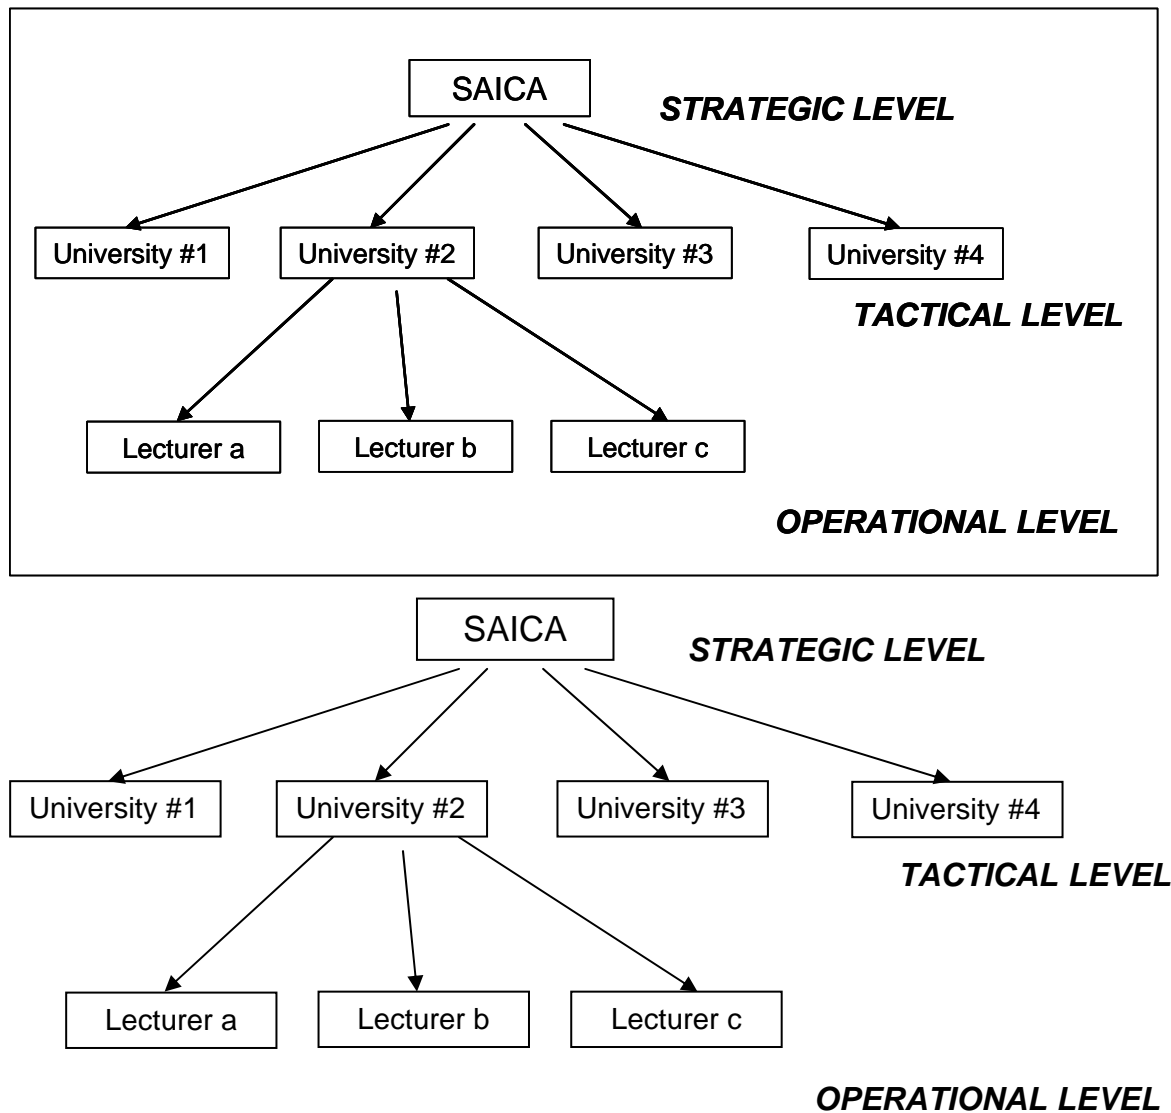 SAICA
STRATEGIC LEVEL
University #1 University #2 University #3 University #4
TACTICAL LEVEL
Lecturer a Lecturer b Lecturer c
OPERATIONAL LEVEL
SAICA
STRATEGIC LEVEL
University #1 University #2 University #3 University #4
TACTICAL LEVEL
Lecturer a Lecturer b Lecturer c
OPERATIONAL LEVEL